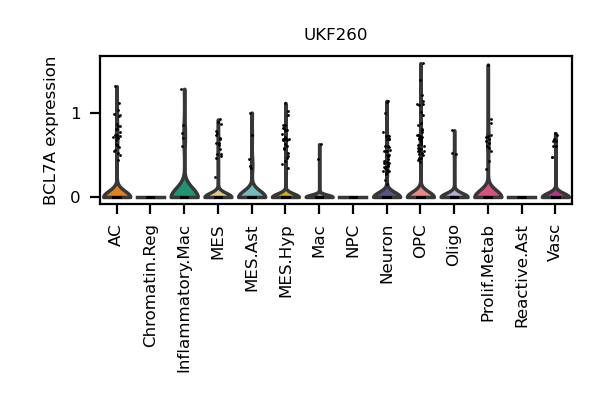 UKF260
BCL7A expression
1
0
AC
Chromatin.Reg
Inflammatory.Mac
MES
MES.Ast
MES.Hyp
Mac
NPC
Neuron
OPC
Oligo
Prolif.Metab
Reactive.Ast
Vasc